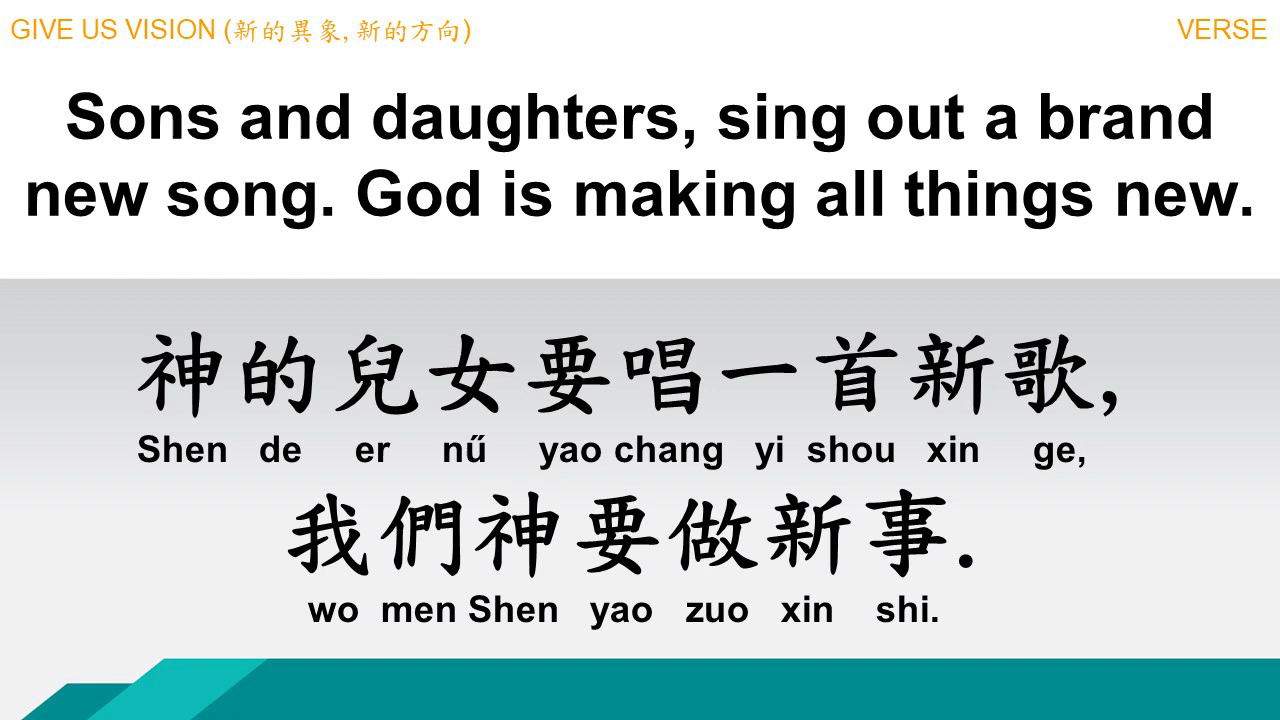 GIVE US VISION (新的異象, 新的方向)
VERSE
Sons and daughters, sing out a brand
new song. God is making all things new.
神的兒女要唱一首新歌,
Shen de er nű yao chang yi shou xin ge,
我們神要做新事.
wo men Shen yao zuo xin shi.